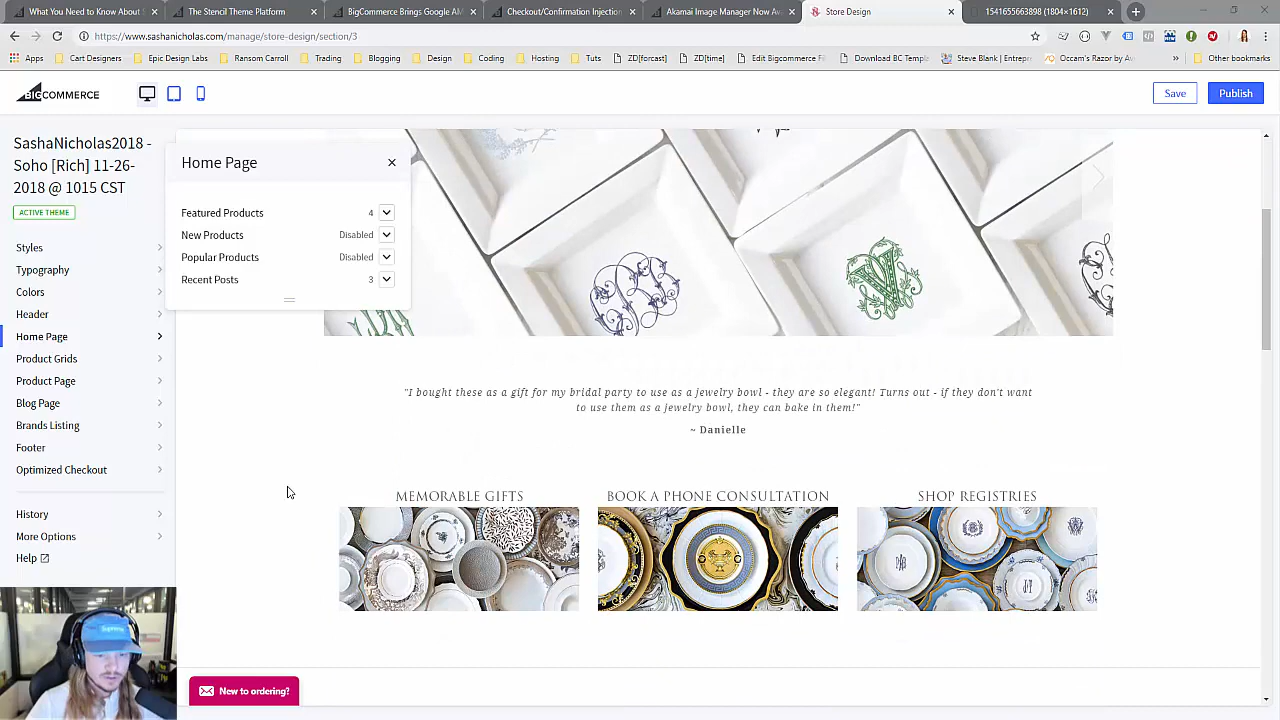 What You Need to Know About S
The Stencil Theme Platform
BigCommerce Brings Google AM
Checkout/Confirmation Injection
Akamai Image Manager Now Av
Store Design
1541655663898 (1804×1612)
https://www.sashanicholas.com/manage/store-design/section/3
Apps
Cart Designers
Epic Design Labs
Ransom Carroll
Trading
Blogging
Design
Coding
Hosting
Tuts
ZD[forcast]
ZD[time]
Edit Bigcommerce F
Download BC Templ
Steve Blank | Entrepre
Occam's Razor by Av
»
Other bookmarks
BIGCOMMERCE
Save
Publish
SashaNicholas2018 -
Soho [Rich] 11-26-
2018 @ 1015 CST
ACTIVE THEME
Styles
Typography
Colors
Header
Home Page
Product Grids
Product Page
Blog Page
Brands Listing
Footer
Optimized Checkout
History
More Options
Help
Home Page
Featured Products 4
New Products Disabled
Popular Products Disabled
Recent Posts 3
"I bought these as a gift for my bridal party to use as a jewelry bowl - they are so elegant! Turns out - if they don't want
to use them as a jewelry bowl, they can bake in them!"
~ Danielle
MEMORABLE GIFTS
BOOK A PHONE CONSULTATION
SHOP REGISTRIES
New to ordering?